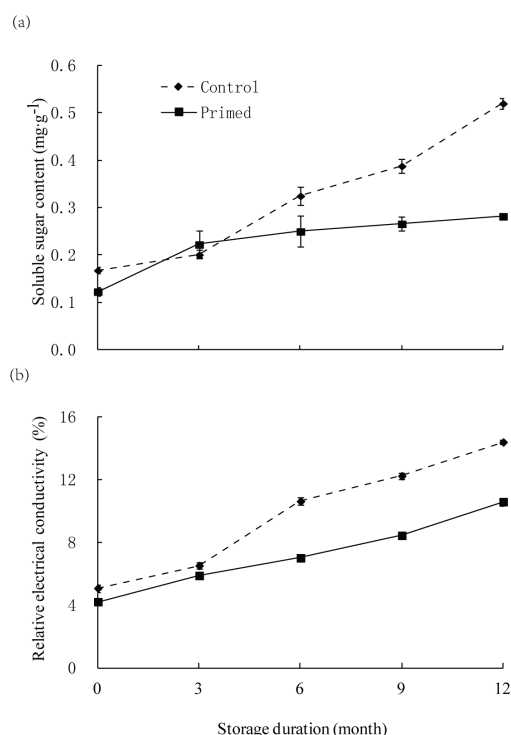 (a)
0.6
0.5
0.4
0.3
0.2
0.1
0.0
Soluble sugar content (mg·g⁻¹)
Control
Primed
(b)
16
12
8
4
0
Relative electrical conductivity (%)
0 3 6 9 12
Storage duration (month)